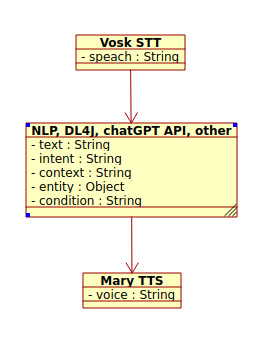 Vosk STT
- speach : String
NLP, DL4J, chatGPT API, other
- text : String
- intent : String
- context : String
- entity : Object
- condition : String
Mary TTS
- voice : String